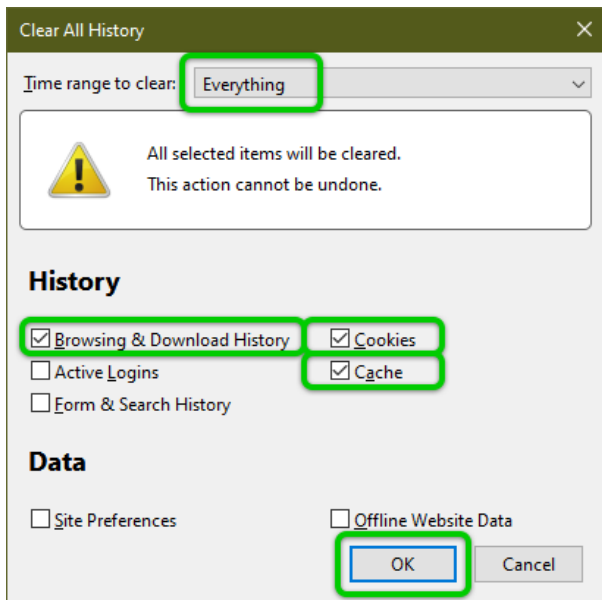 Clear All History
Time range to clear: Everything
All selected items will be cleared.
This action cannot be undone.
History
Browsing & Download History Cookies
Active Logins Cache
Form & Search History
Data
Site Preferences Offline Website Data
OK Cancel